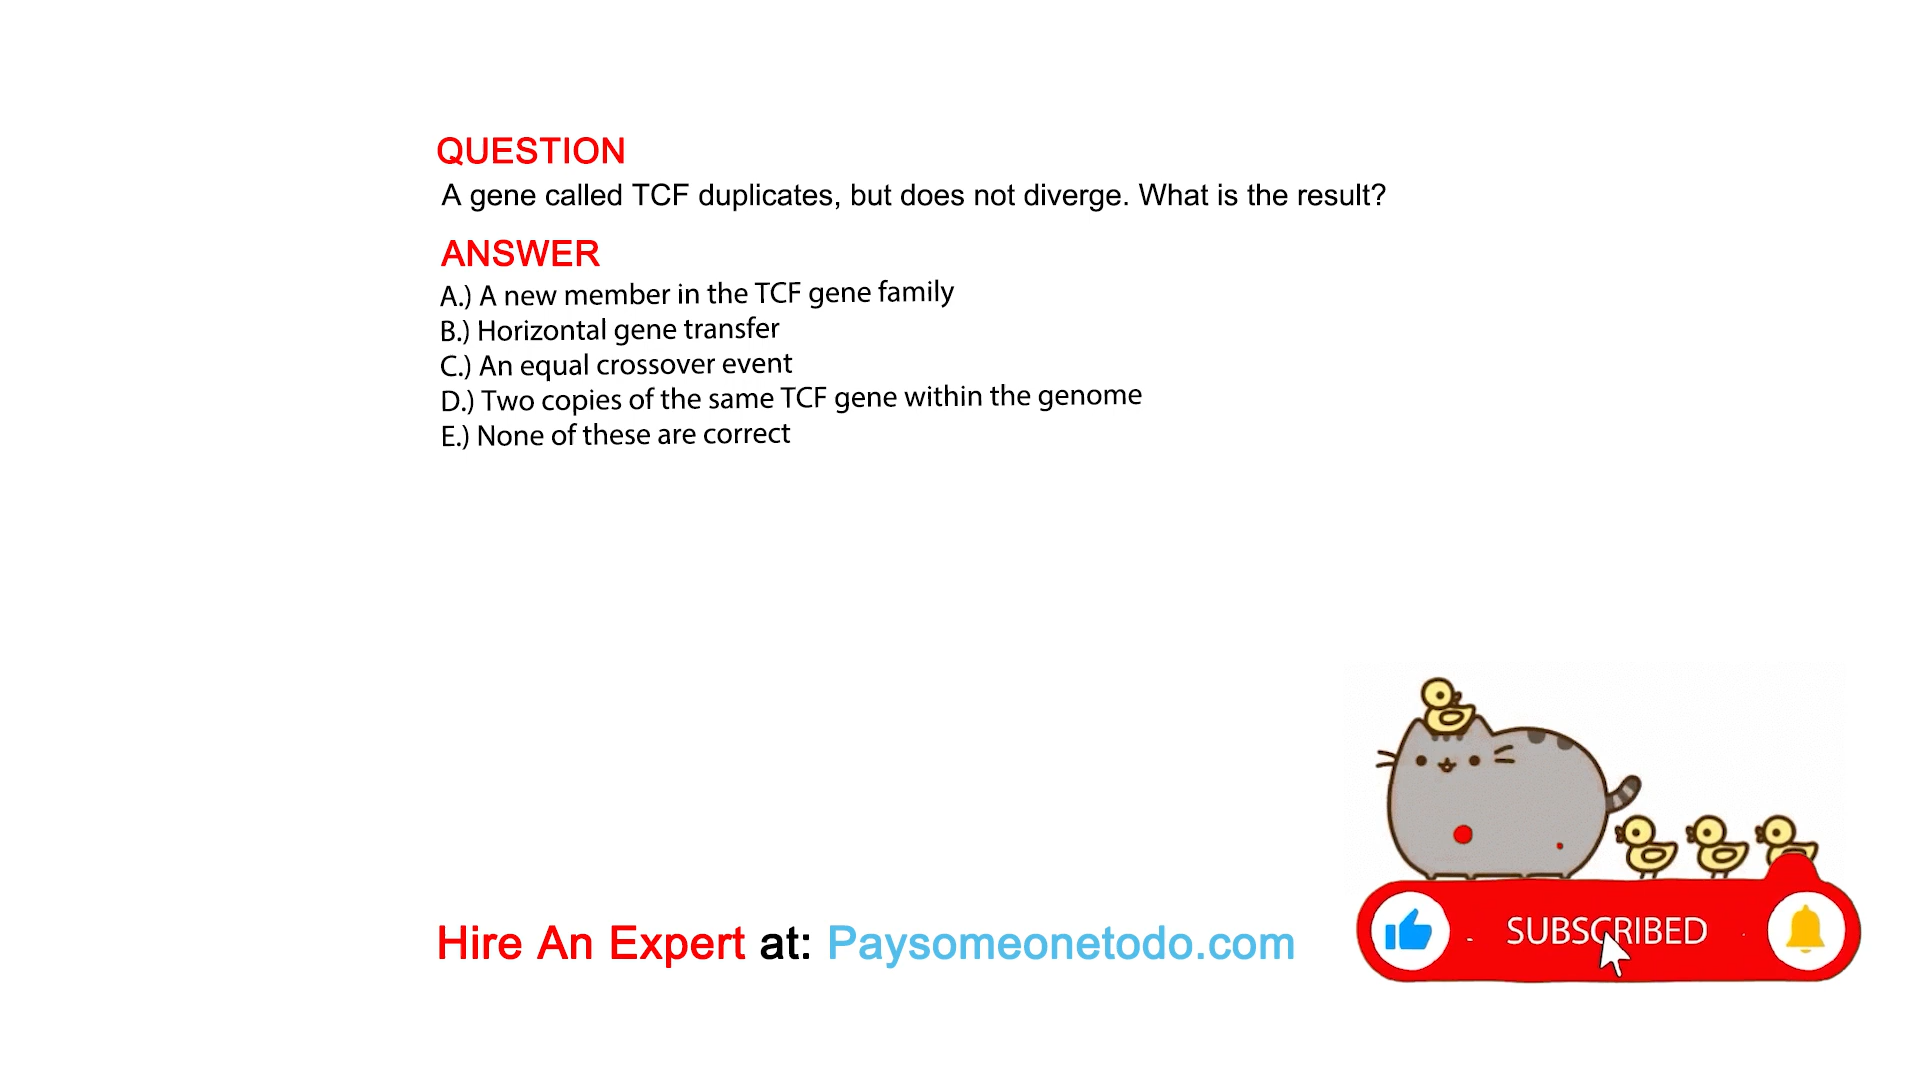 QUESTION
A gene called TCF duplicates, but does not diverge. What is the result?
ANSWER
A.) A new member in the TCF gene family
B.) Horizontal gene transfer
C.) An equal crossover event
D.) Two copies of the same TCF gene within the genome
E.) None of these are correct
Hire An Expert at: Paysomeonetodo.com
SUBSCRIBED